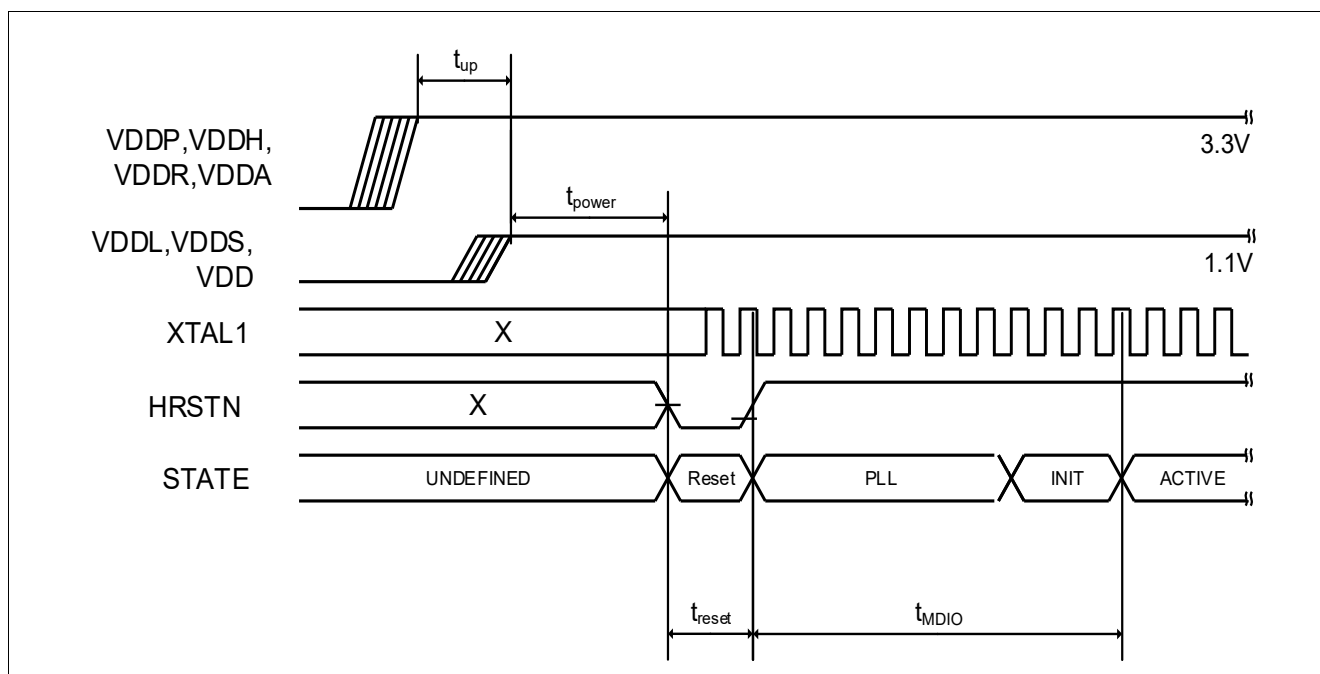 tup
VDDP,VDDH,
VDDR,VDDA
3.3V
tpower
VDDL,VDDS,
VDD
1.1V
XTAL1
X
HRSTN
X
STATE
UNDEFINED
Reset
PLL
INIT
ACTIVE
treset
tMDIO